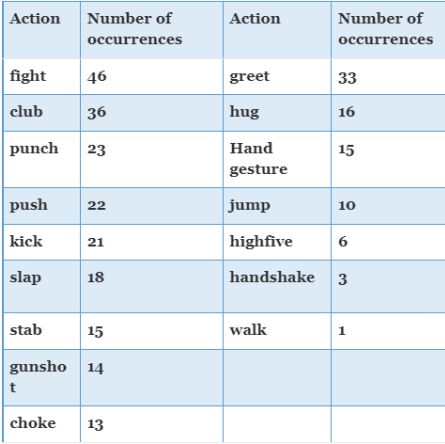 Action Number of occurrences Action Number of occurrences
fight 46 greet 33
club 36 hug 16
punch 23 Hand gesture 15
push 22 jump 10
kick 21 highfive 6
slap 18 handshake 3
stab 15 walk 1
gunshot 14
choke 13